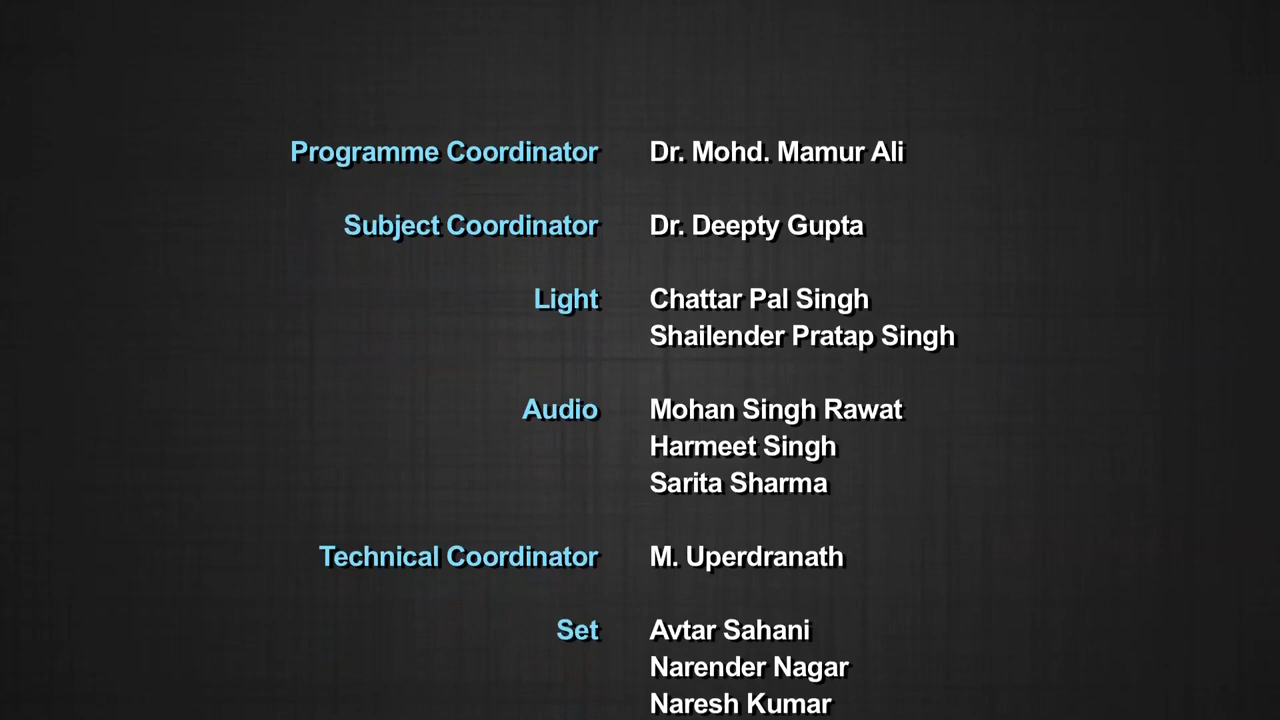 Programme Coordinator Dr. Mohd. Mamur Ali
Subject Coordinator Dr. Deepty Gupta
Light Chattar Pal Singh
Shailender Pratap Singh
Audio Mohan Singh Rawat
Harmeet Singh
Sarita Sharma
Technical Coordinator M. Uperdranath
Set Avtar Sahani
Narender Nagar
Naresh Kumar